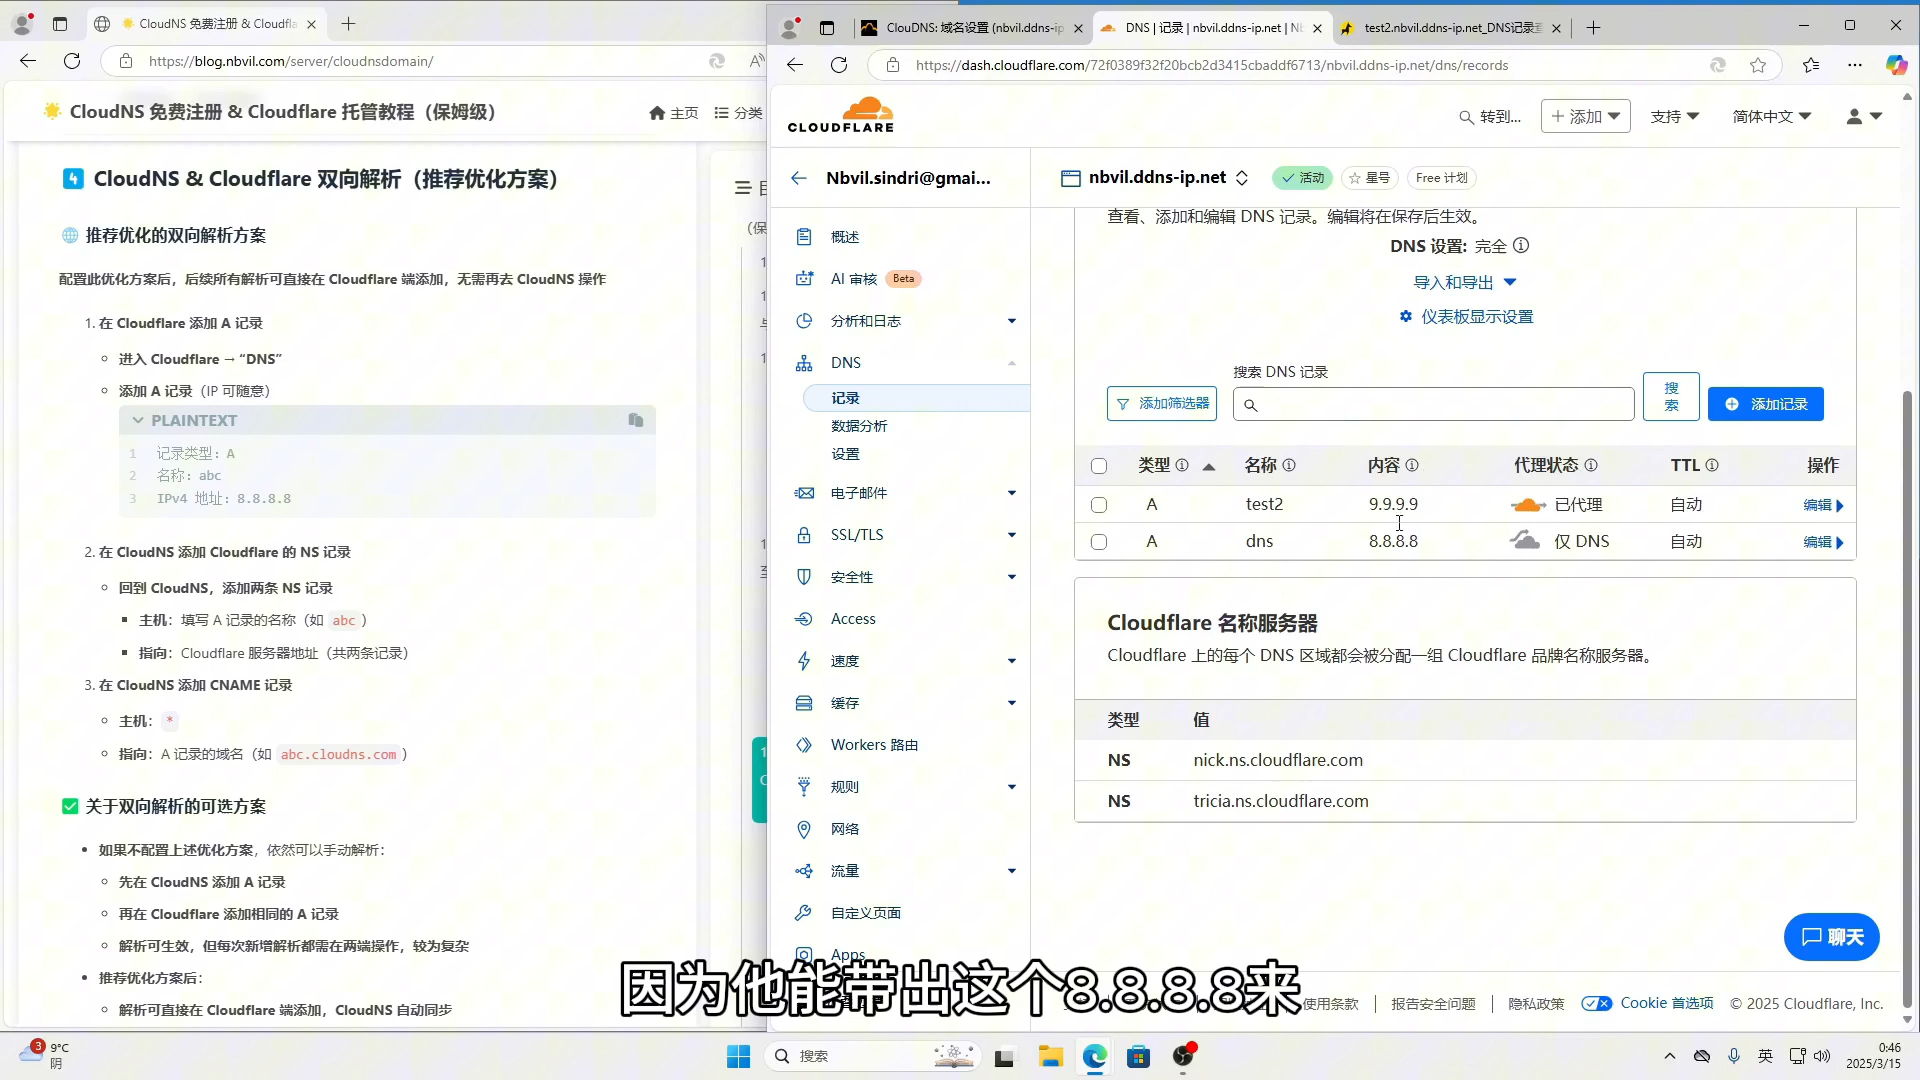 CloudNS 免费注册 & Cloudfla
https://blog.nbvil.com/server/cloudnsdomain/
CloudNS 免费注册 & Cloudflare 托管教程（保姆级）
主页
分类
4 CloudNS & Cloudflare 双向解析（推荐优化方案）
推荐优化的双向解析方案
配置此优化方案后，后续所有解析可直接在 Cloudflare 端添加，无需再去 CloudNS 操作
1. 在 Cloudflare 添加 A 记录
进入 Cloudflare → “DNS”
添加 A 记录（IP 可随意）
PLAINTEXT
1 记录类型：A
2 名称：abc
3 IPv4 地址：8.8.8.8
2. 在 CloudNS 添加 Cloudflare 的 NS 记录
回到 CloudNS，添加两条 NS 记录
主机：填写 A 记录的名称（如 abc ）
指向：Cloudflare 服务器地址（共两条记录）
3. 在 CloudNS 添加 CNAME 记录
主机： *
指向：A 记录的域名（如 abc.cloudns.com ）
关于双向解析的可选方案
如果不配置上述优化方案，依然可以手动解析：
先在 CloudNS 添加 A 记录
再在 Cloudflare 添加相同的 A 记录
解析可生效，但每次新增解析都需在两端操作，较为复杂
推荐优化方案后：
解析可直接在 Cloudflare 端添加，CloudNS 自动同步
ClouDNS: 域名设置 (nbvil.ddns-ip
DNS | 记录 | nbvil.ddns-ip.net | N
test2.nbvil.ddns-ip.net_DNS记录
https://dash.cloudflare.com/72f0389f32f20bcb2d3415cbaddf6713/nbvil.ddns-ip.net/dns/records
CLOUDFLARE
转到...
添加
支持
简体中文
Nbvil.sindri@gmai...
nbvil.ddns-ip.net
活动
星号
Free 计划
概述
AI 审核 Beta
分析和日志
DNS
记录
数据分析
设置
电子邮件
SSL/TLS
安全性
Access
速度
缓存
Workers 路由
规则
网络
流量
自定义页面
Apps
查看、添加和编辑 DNS 记录。编辑将在保存后生效。
DNS 设置: 完全
导入和导出
仪表板显示设置
搜索 DNS 记录
添加筛选器
搜索
添加记录
类型 名称 内容 代理状态 TTL 操作
A test2 9.9.9.9 已代理 自动 编辑
A dns 8.8.8.8 仅 DNS 自动 编辑
Cloudflare 名称服务器
Cloudflare 上的每个 DNS 区域都会被分配一组 Cloudflare 品牌名称服务器。
类型 值
NS nick.ns.cloudflare.com
NS tricia.ns.cloudflare.com
聊天
因为他能带出这个8.8.8.8来
使用条款
报告安全问题
隐私政策
Cookie 首选项
© 2025 Cloudflare, Inc.
3
9°C
阴
搜索
英
0:46
2025/3/15